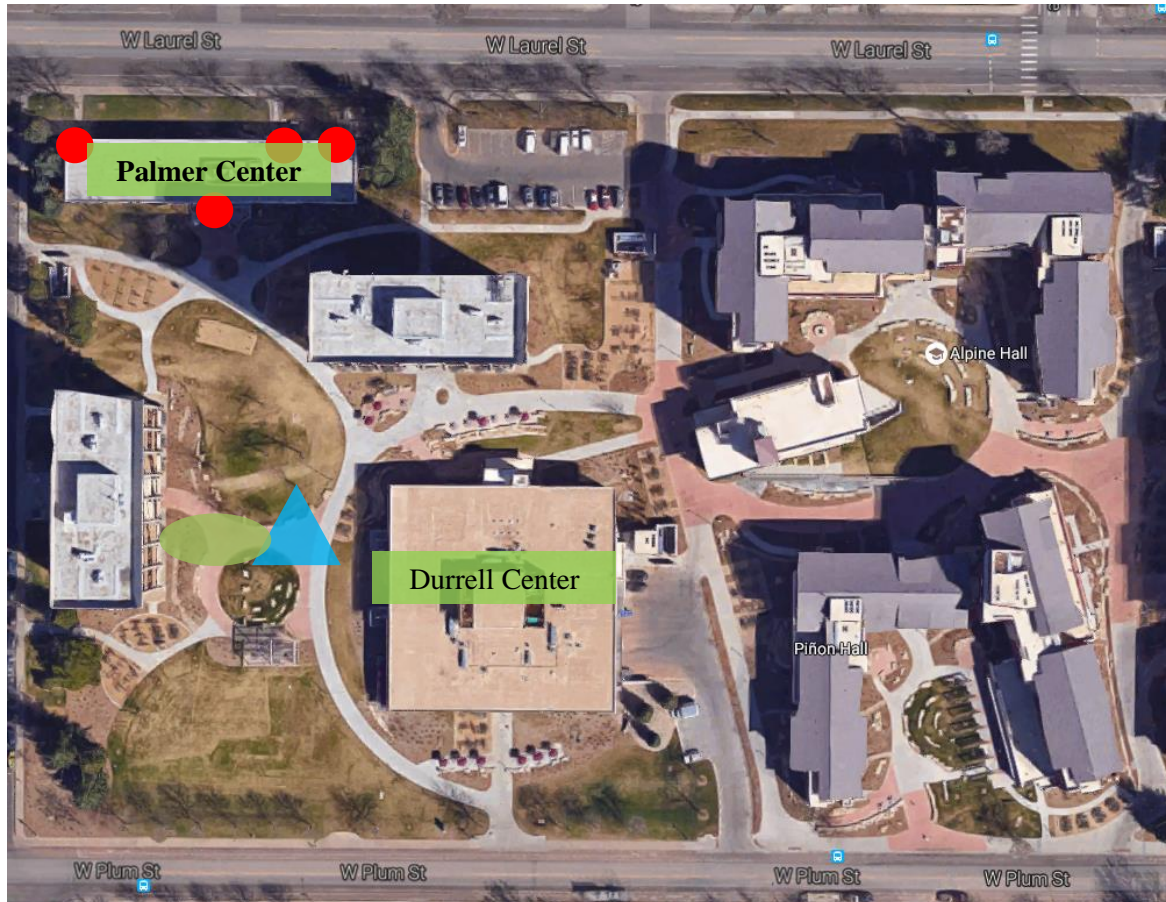 W Laurel St
W Laurel St
W Laurel St
Palmer Center
Alpine Hall
Durrell Center
Piñon Hall
W Plum St
W Plum St
W Plum St
W Plum St